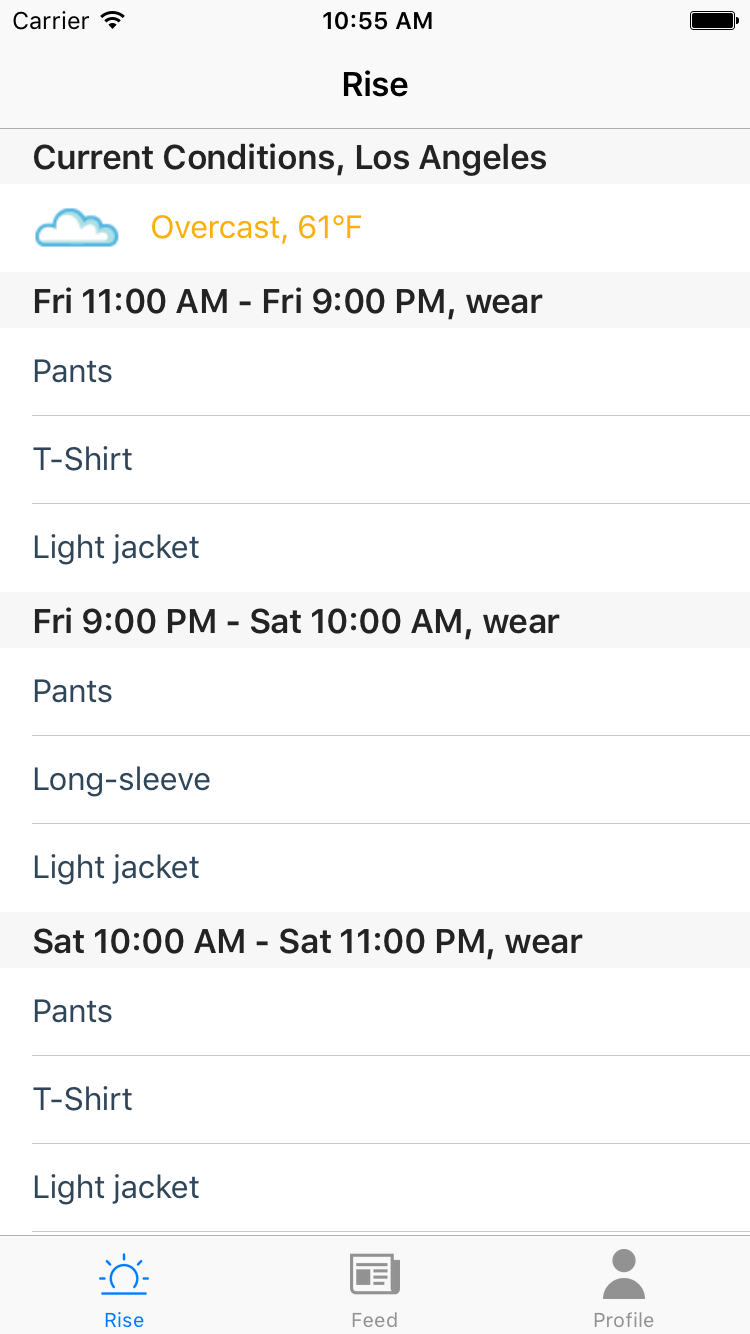 Carrier 10:55 AM
Rise
Current Conditions, Los Angeles
Overcast, 61°F
Fri 11:00 AM - Fri 9:00 PM, wear
Pants
T-Shirt
Light jacket
Fri 9:00 PM - Sat 10:00 AM, wear
Pants
Long-sleeve
Light jacket
Sat 10:00 AM - Sat 11:00 PM, wear
Pants
T-Shirt
Light jacket
Rise Feed Profile